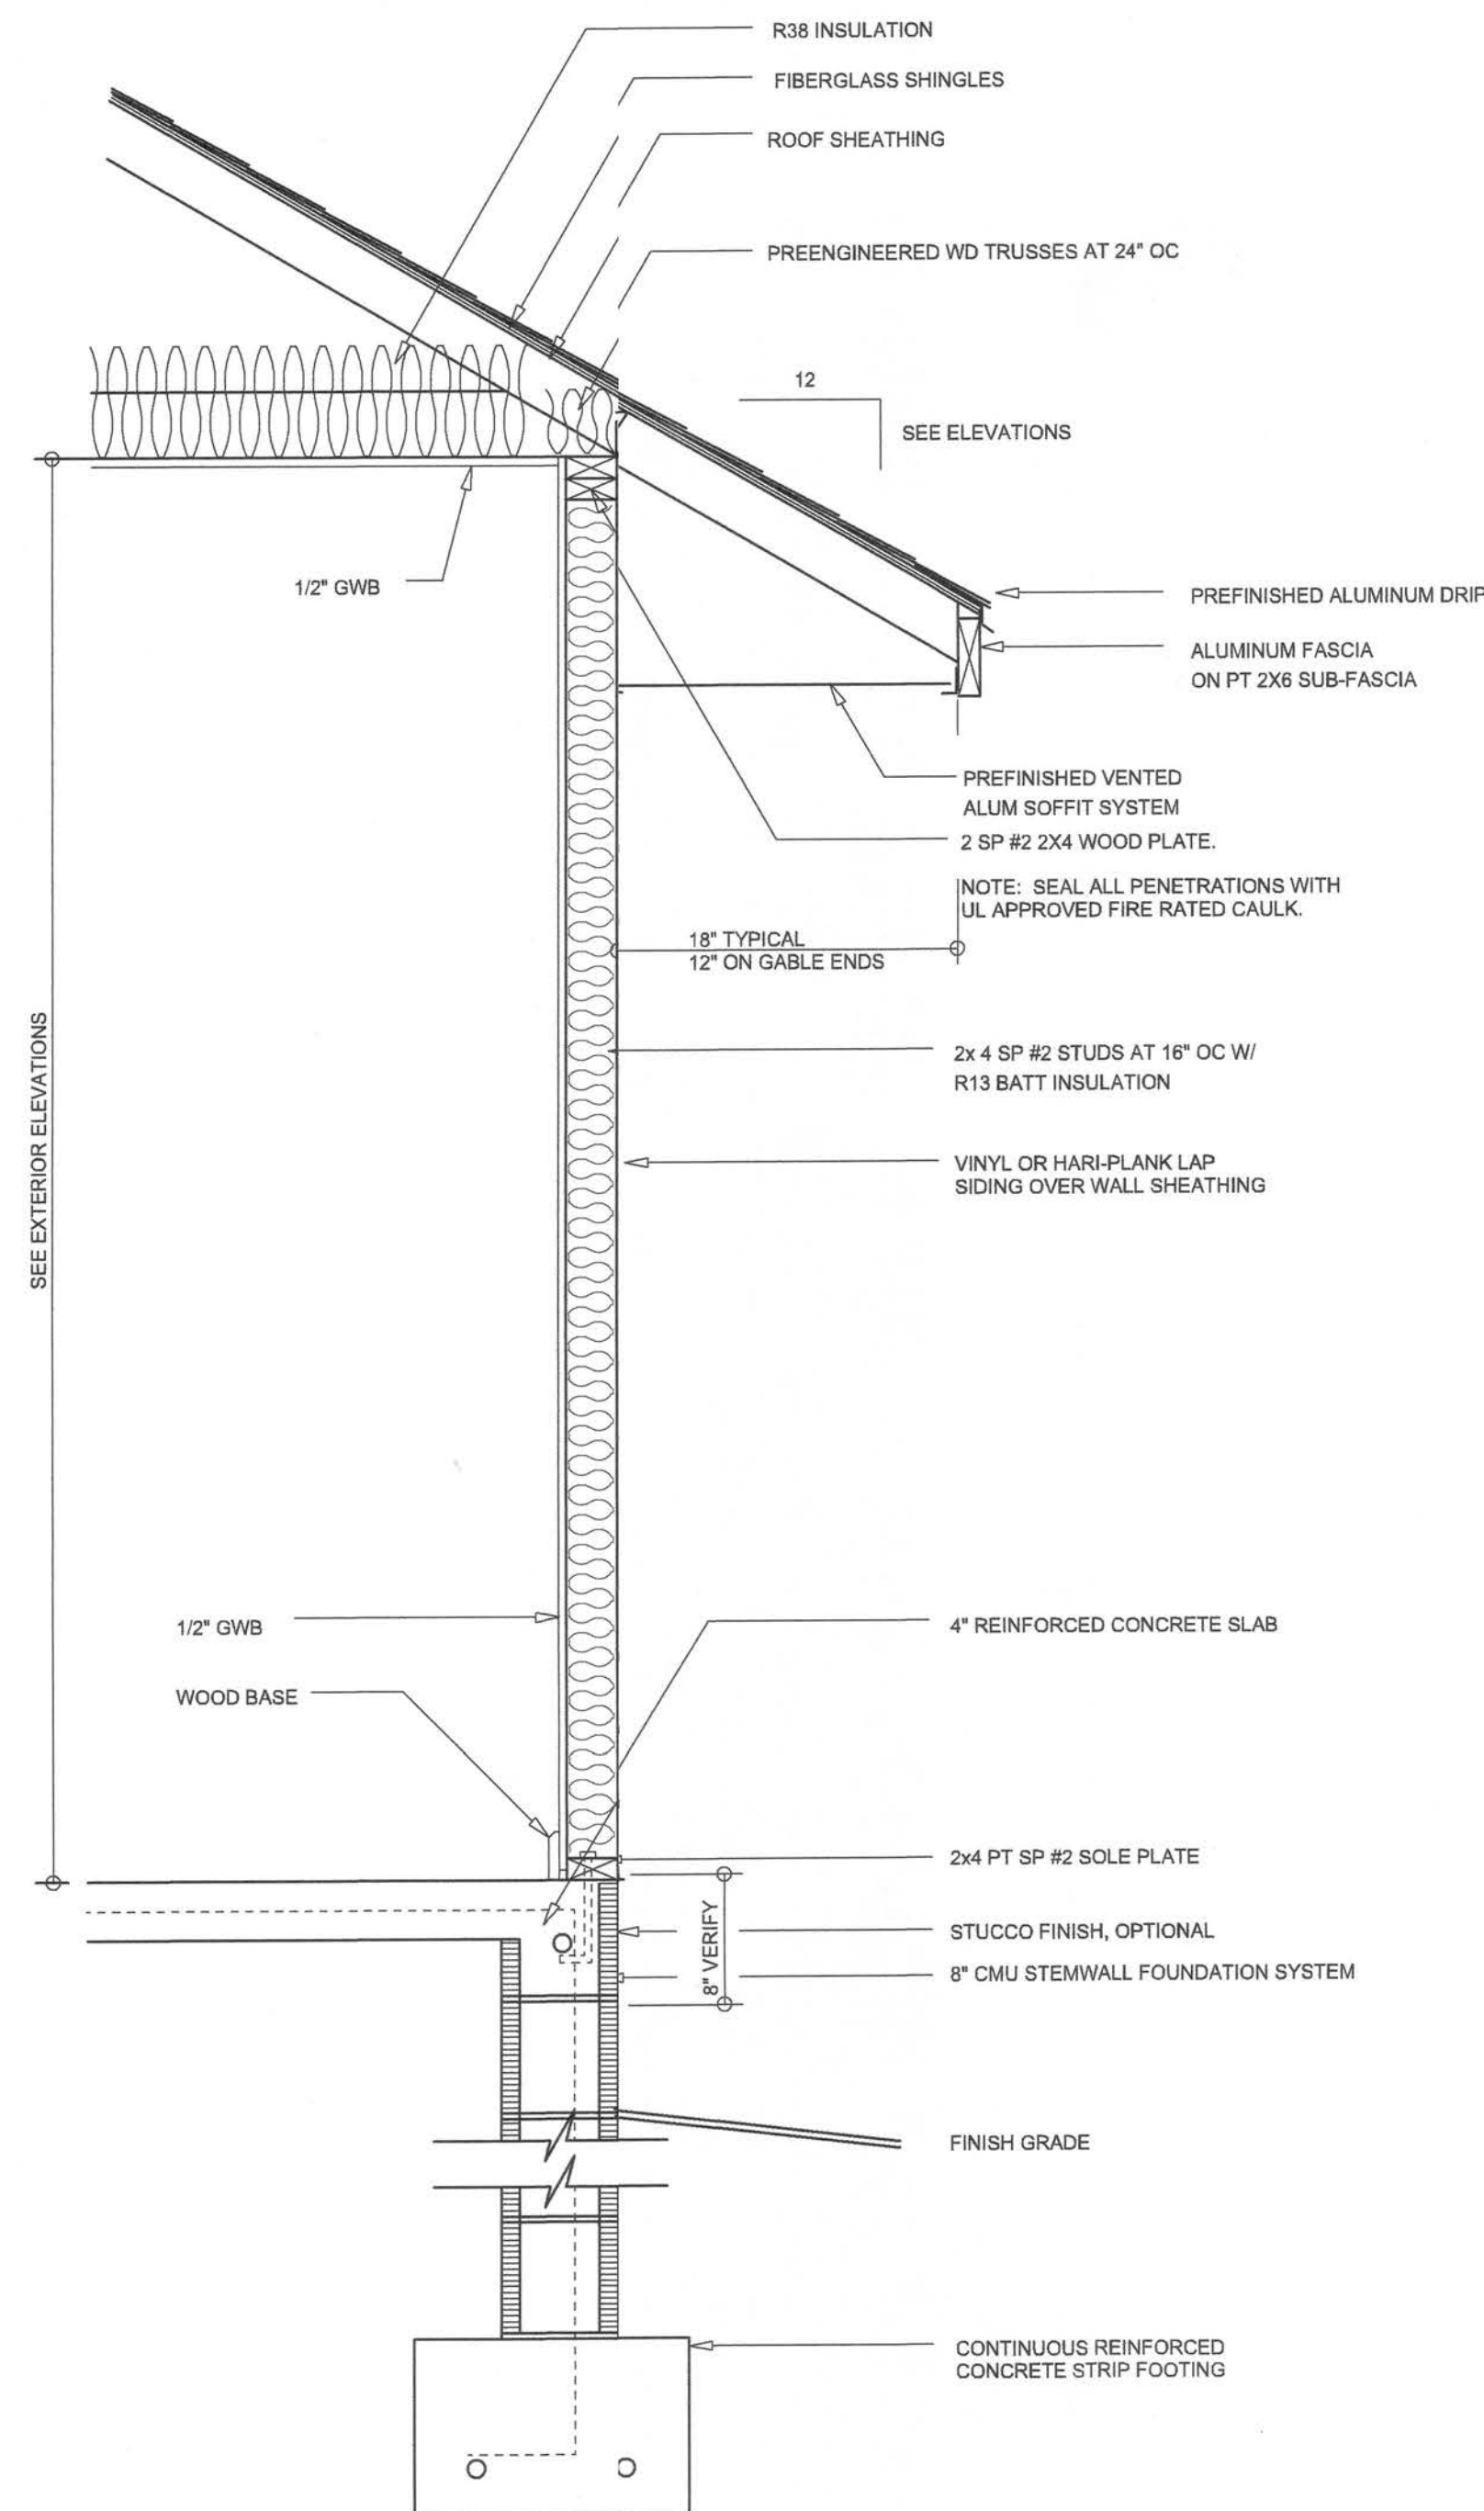 R38 INSULATION
FIBERGLASS SHINGLES
ROOF SHEATHING
PREENGINEERED WD TRUSSES AT 24" OC
12
SEE ELEVATIONS
1/2" GWB
PREFINISHED ALUMINUM DRIP
ALUMINUM FASCIA
ON PT 2X6 SUB-FASCIA
PREFINISHED VENTED
ALUM SOFFIT SYSTEM
2 SP #2 2X4 WOOD PLATE.
NOTE: SEAL ALL PENETRATIONS WITH
UL APPROVED FIRE RATED CAULK.
18" TYPICAL
12" ON GABLE ENDS
SEE EXTERIOR ELEVATIONS
2x 4 SP #2 STUDS AT 16" OC W/
R13 BATT INSULATION
VINYL OR HARI-PLANK LAP
SIDING OVER WALL SHEATHING
1/2" GWB
4" REINFORCED CONCRETE SLAB
WOOD BASE
2x4 PT SP #2 SOLE PLATE
8" VERIFY
STUCCO FINISH, OPTIONAL
8" CMU STEMWALL FOUNDATION SYSTEM
FINISH GRADE
CONTINUOUS REINFORCED
CONCRETE STRIP FOOTING